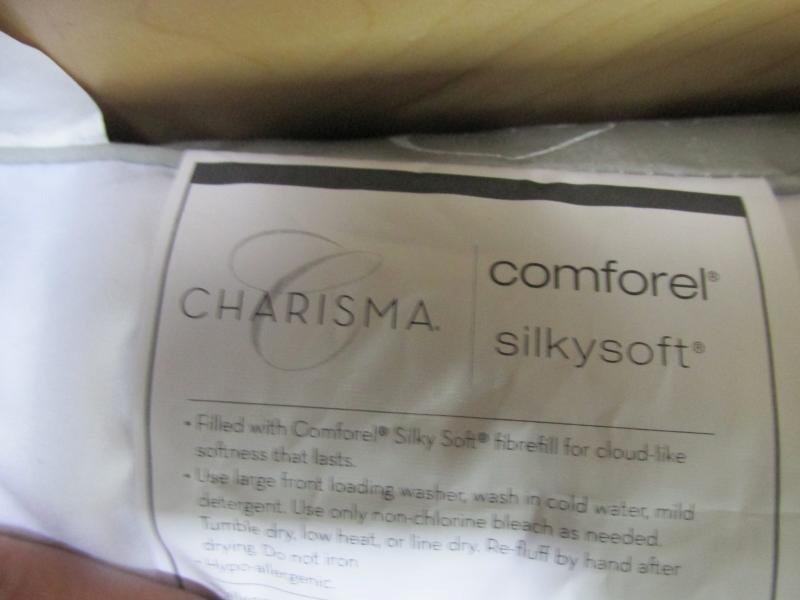 CHARISMA.
comforel®
silkysoft®
• Filled with Comforel® Silky Soft® fibrefill for cloud-like
softness that lasts.
• Use large front loading washer, wash in cold water, mild
detergent. Use only non-chlorine bleach as needed.
Tumble dry, low heat, or line dry. Re-fluff by hand after
drying. Do not iron
• Hypo-allergenic.